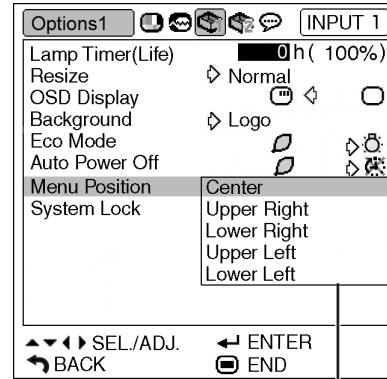 Options1 INPUT 1
Lamp Timer(Life) 0 h ( 100%)
Resize Normal
OSD Display
Background Logo
Eco Mode
Auto Power Off
Menu Position Center
System Lock Upper Right
Lower Right
Upper Left
Lower Left
SEL./ADJ. ENTER
BACK END